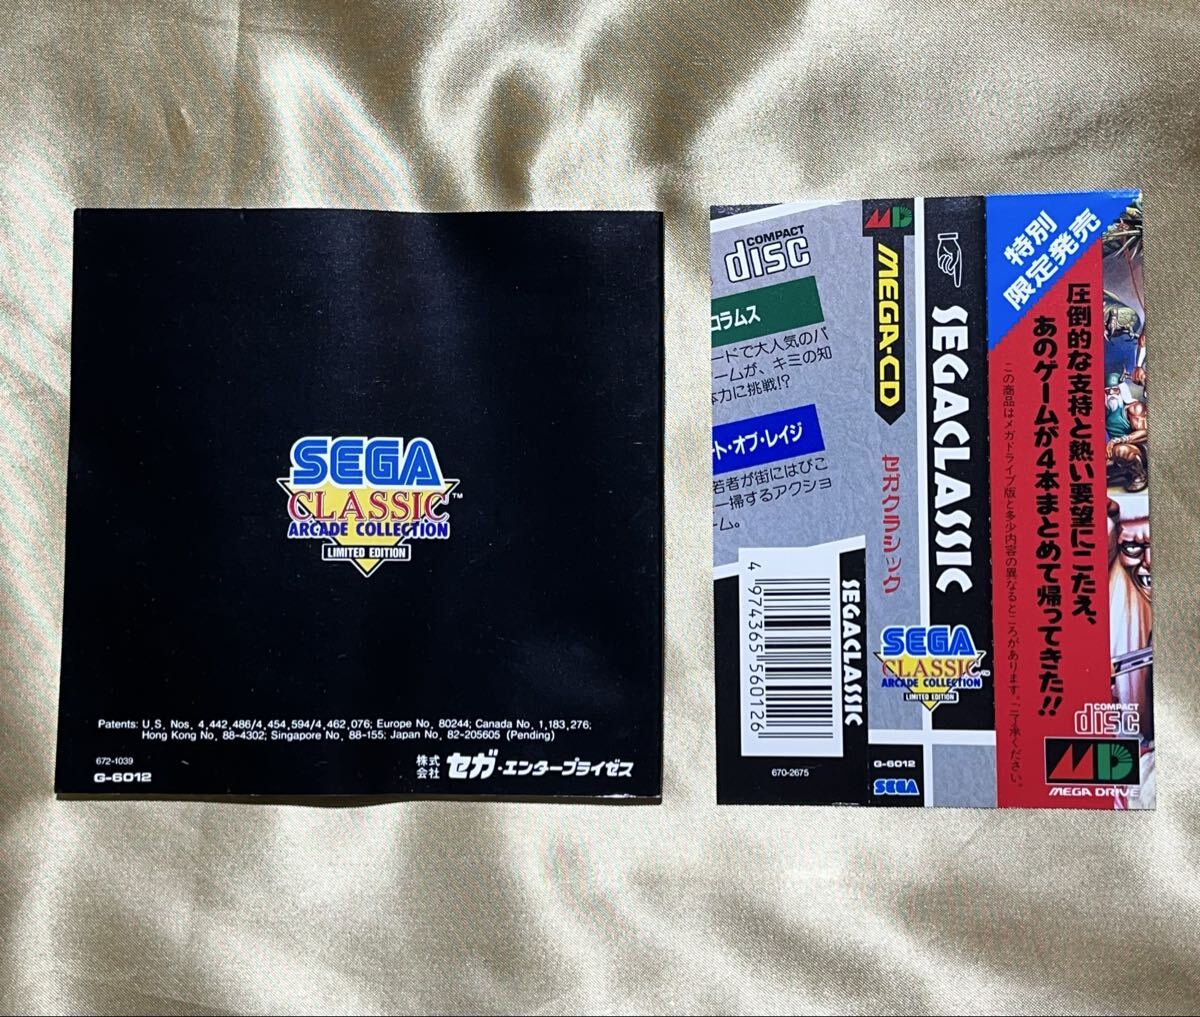 SEGA
CLASSIC™
ARCADE COLLECTION
LIMITED EDITION
Patents: U.S. Nos. 4,442,486/4,454,594/4,462,076; Europe No. 80244; Canada No. 1,183,276;
Hong Kong No. 88-4302; Singapore No. 88-155; Japan No. 82-205605 (Pending)
672-1039
G-6012
株式会社 セガ・エンタープライゼス
COMPACT
disc
コラムス
ードで大人気のパ
ームが、キミの知
体力に挑戦!?
ト・オブ・レイジ
若者が街にはびこ
一掃するアクショ
ーム。
4 974365 560126
SEGACLASSIC
670-2675
MD
MEGA-CD
セガクラシック
SEGA
CLASSIC™
ARCADE COLLECTION
LIMITED EDITION
G-6012
SEGA
☞ SEGACLASSIC
特別
限定発売
圧倒的な支持と熱い要望にこたえ、
あのゲームが4本まとめて帰ってきた!!
この商品はメガドライブ版と多少内容の異なるところがあります。ご了承ください。
COMPACT
disc
MD
MEGA DRIVE